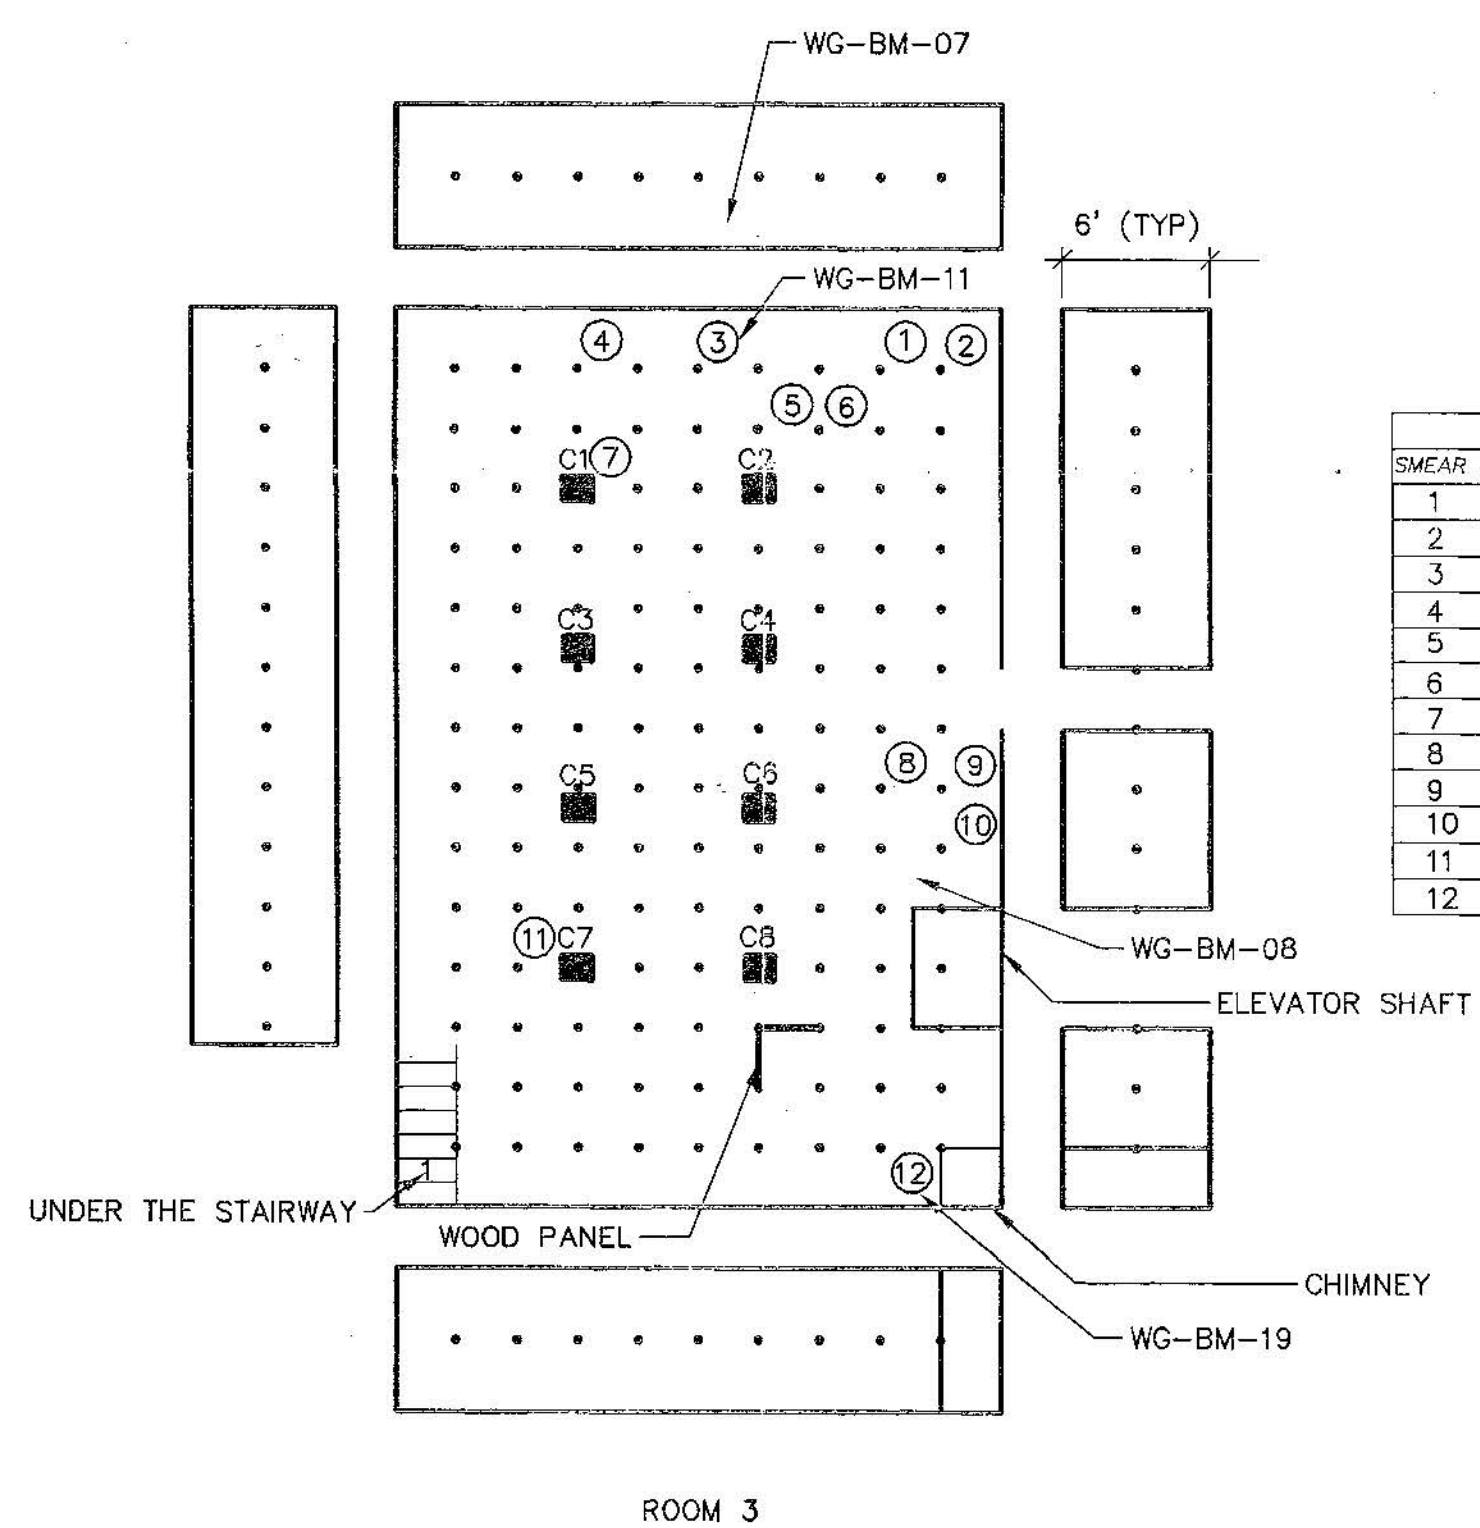 WG-BM-07
6' (TYP)
WG-BM-11
4
3
1
2
5
6
C1
7
C2
SMEAR
1
2
3
4
5
6
7
8
9
10
11
12
C3
C4
8
9
C5
C6
10
11
C7
C8
WG-BM-08
ELEVATOR SHAFT
1
12
UNDER THE STAIRWAY
WOOD PANEL
CHIMNEY
WG-BM-19
ROOM 3